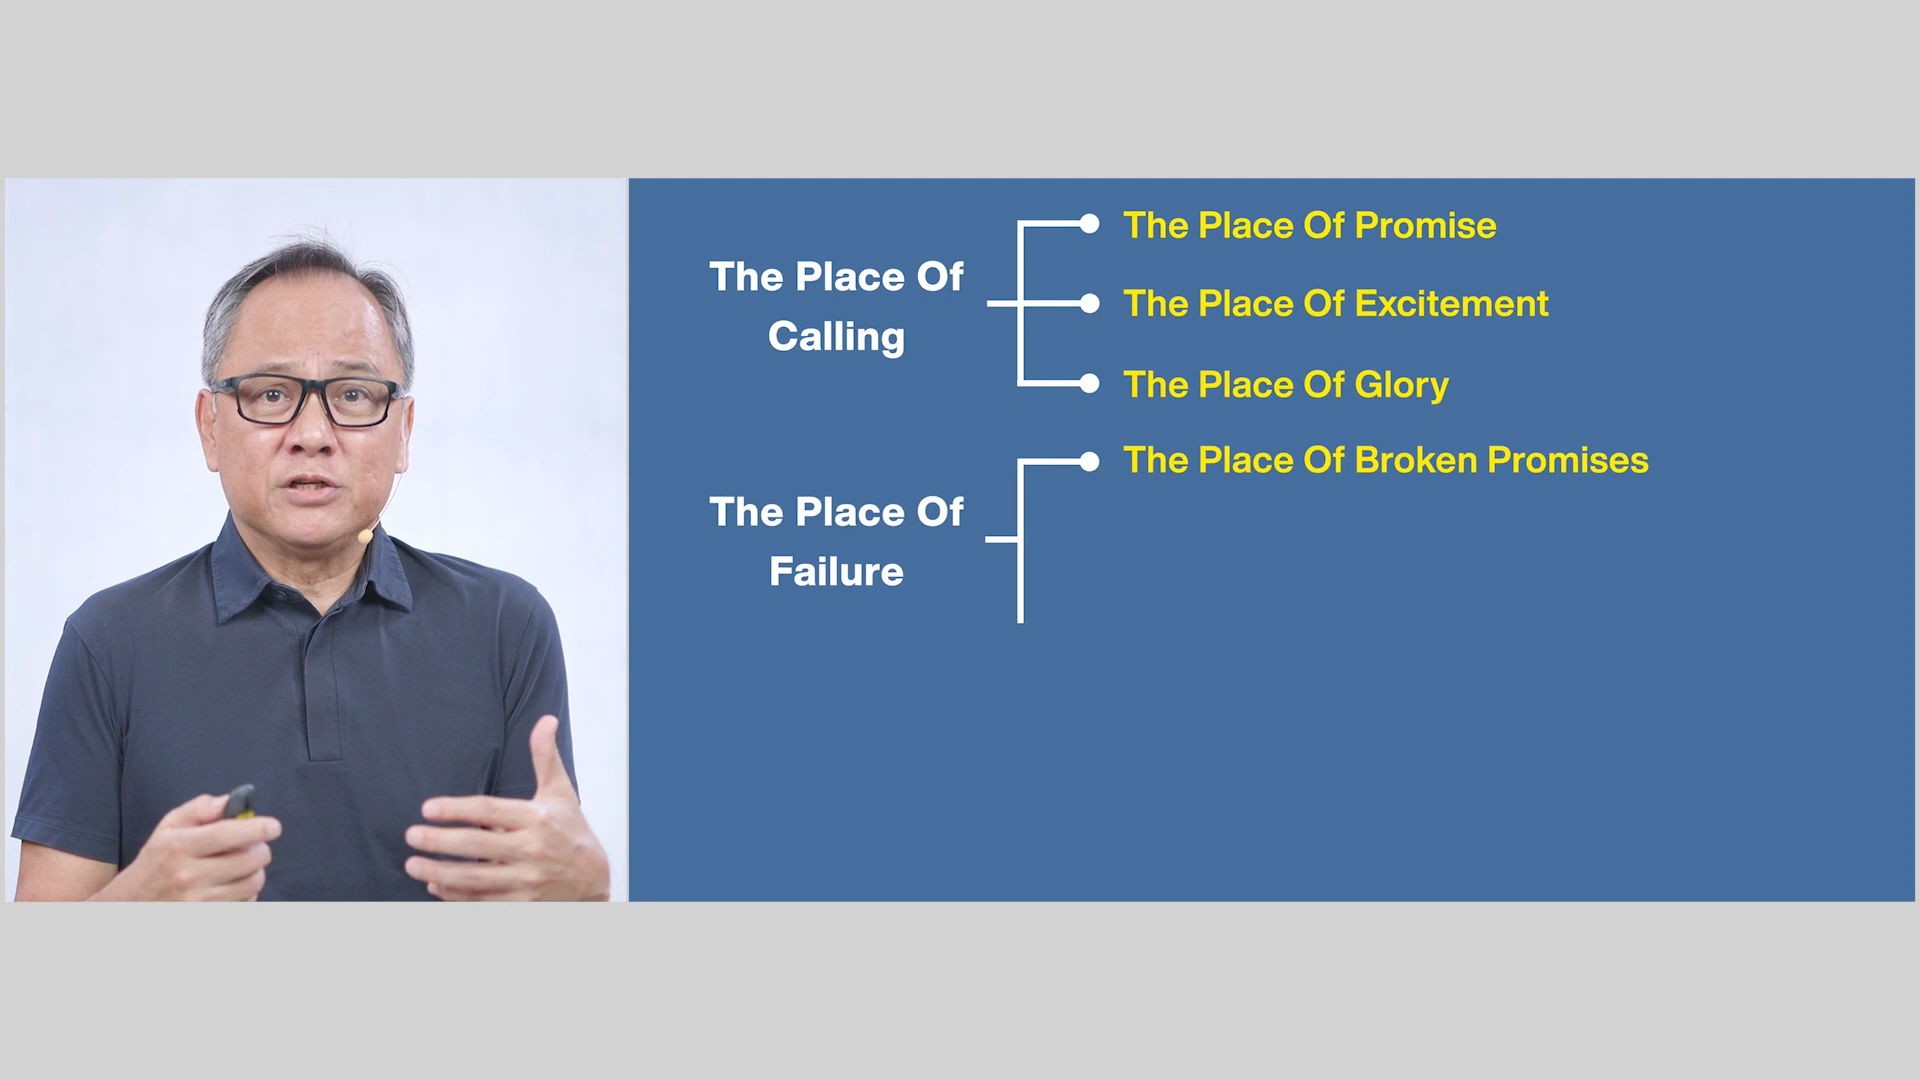 The Place Of
Calling
The Place Of Promise
The Place Of Excitement
The Place Of Glory
The Place Of
Failure
The Place Of Broken Promises